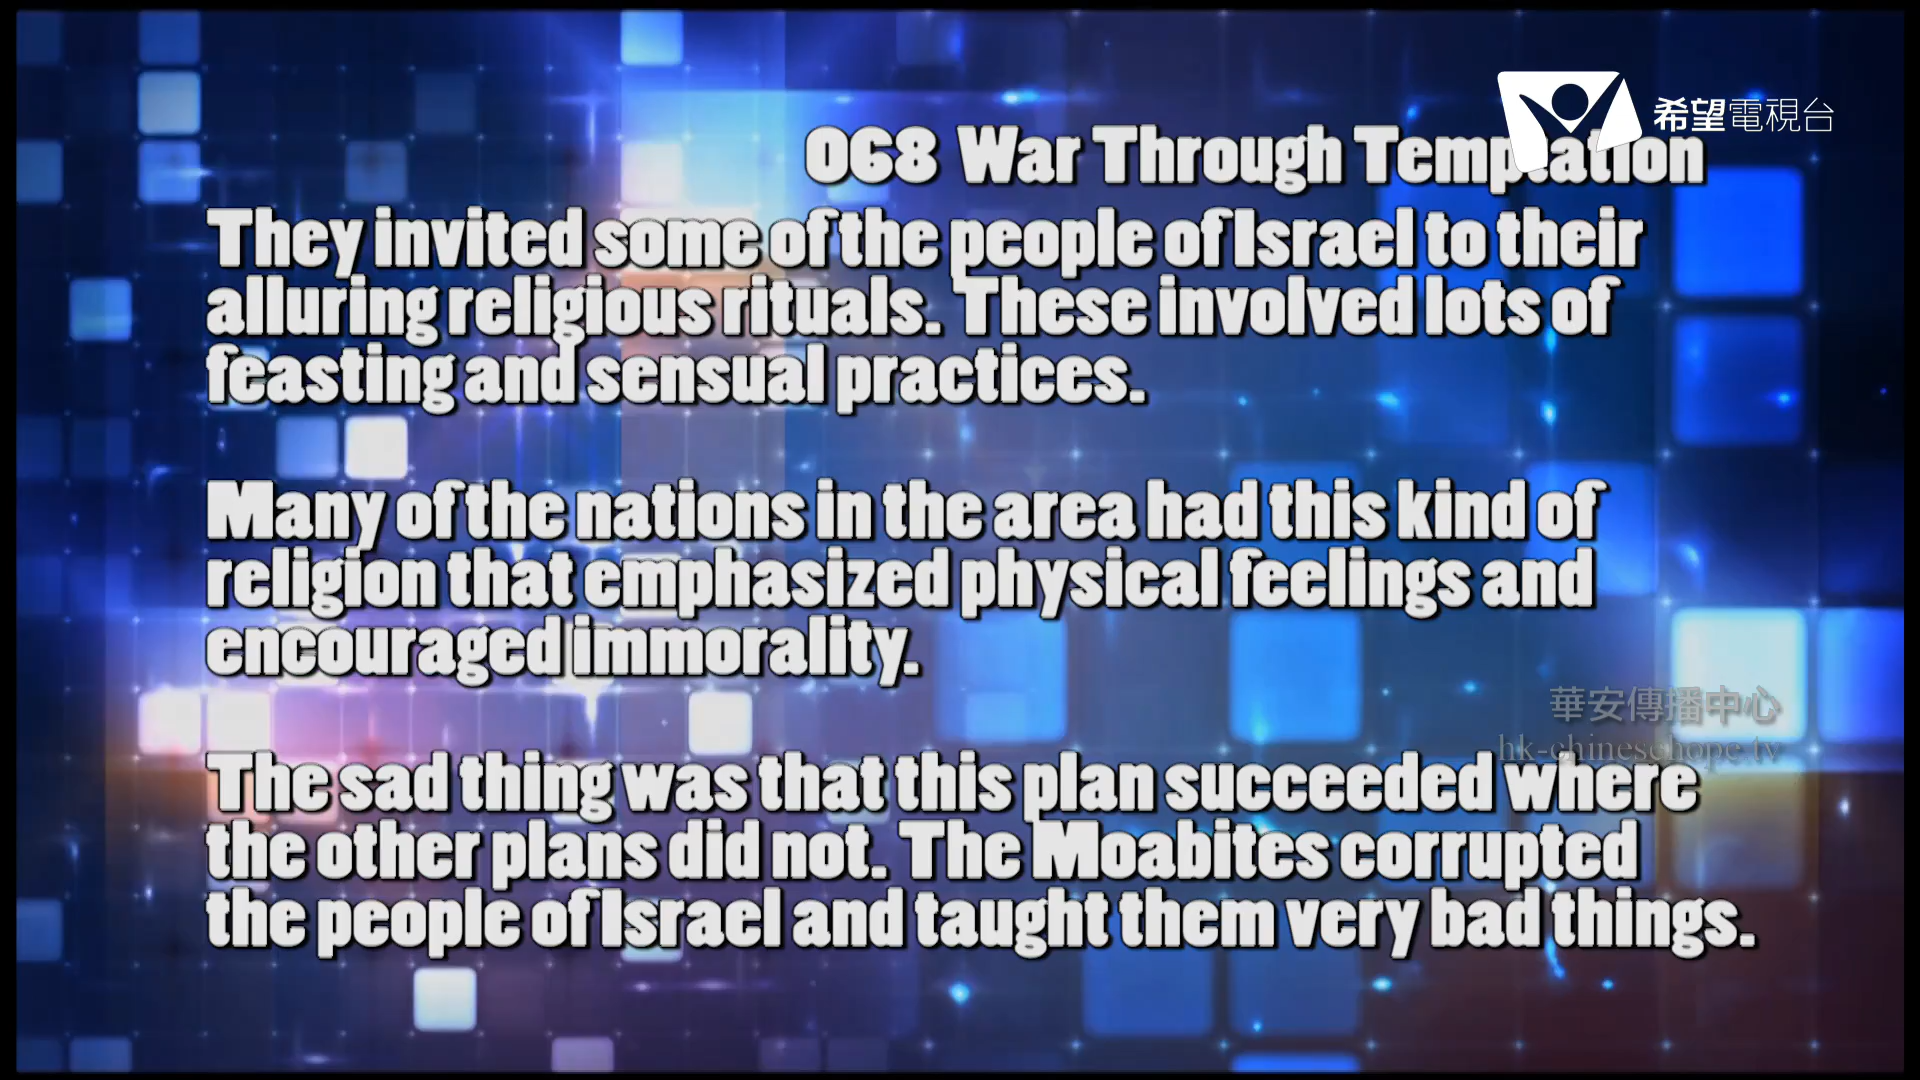 希望電視台
068 War Through Temptation
They invited some of the people of Israel to their
alluring religious rituals. These involved lots of
feasting and sensual practices.
Many of the nations in the area had this kind of
religion that emphasized physical feelings and
encouraged immorality.
華安傳播中心
hk-chinesehope.tv
The sad thing was that this plan succeeded where
the other plans did not. The Moabites corrupted
the people of Israel and taught them very bad things.